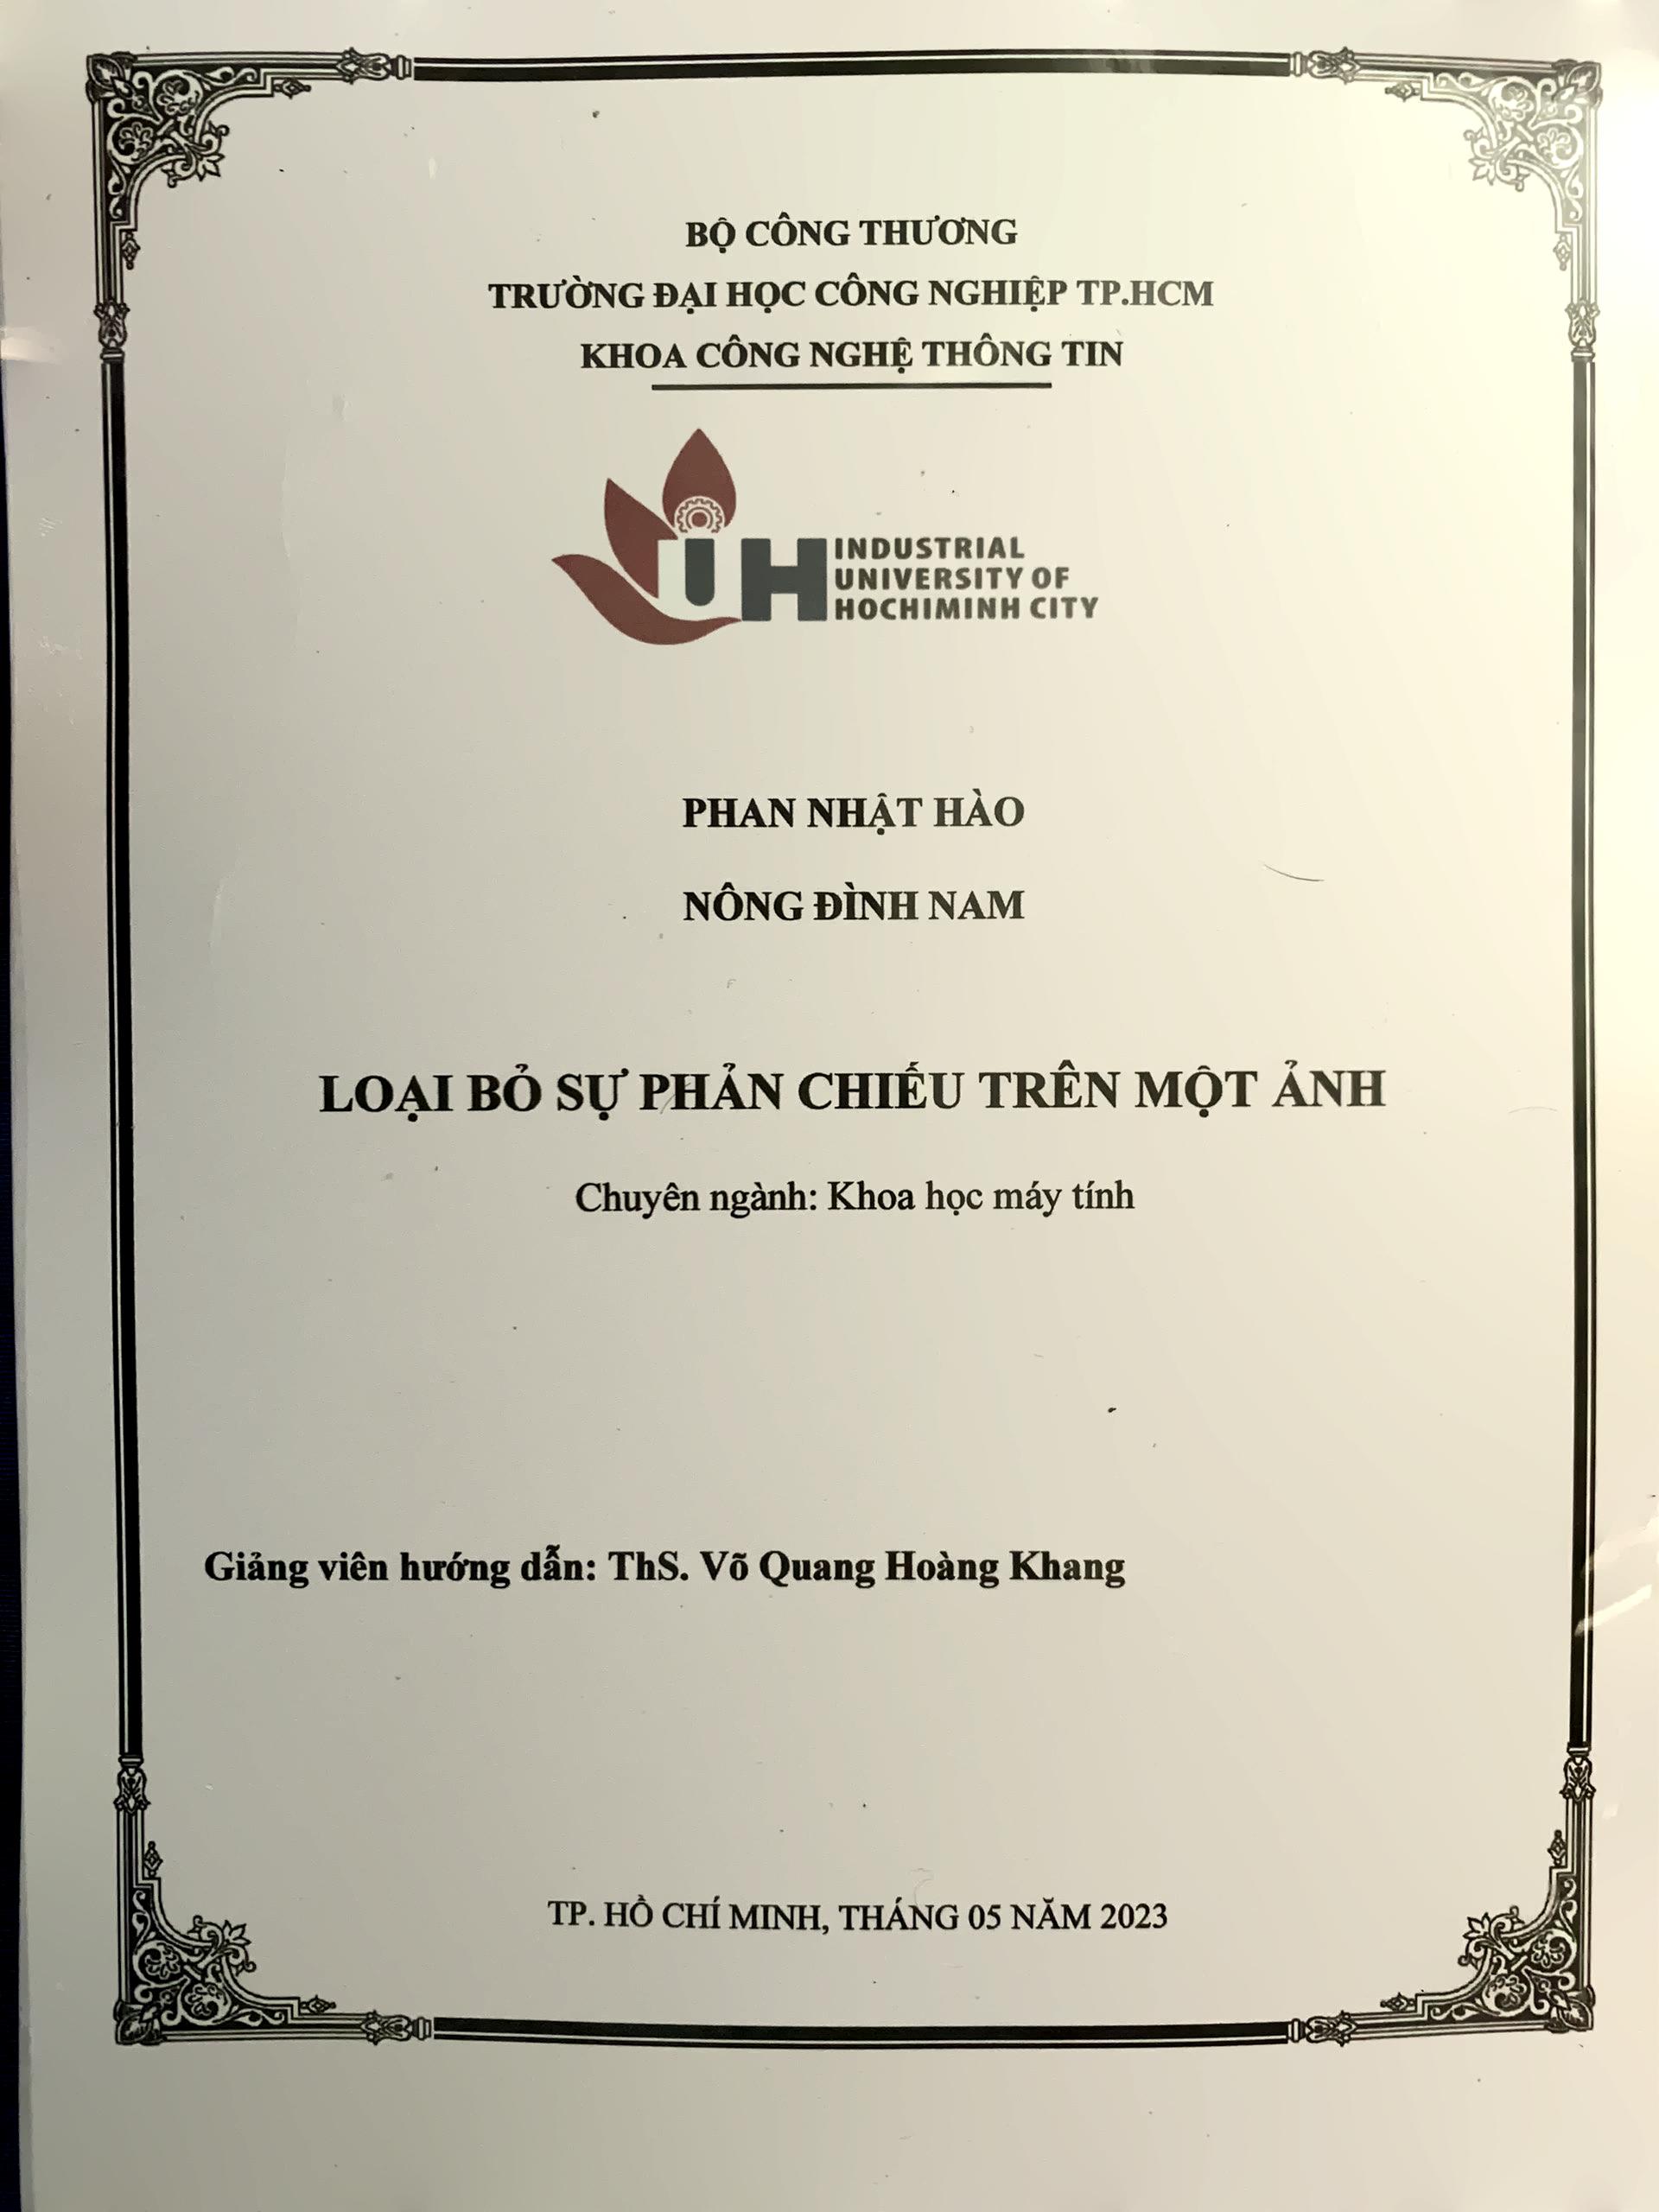 BỘ CÔNG THƯƠNG
TRƯỜNG ĐẠI HỌC CÔNG NGHIỆP TP.HCM
KHOA CÔNG NGHỆ THÔNG TIN
IUH
INDUSTRIAL
UNIVERSITY OF
HOCHIMINH CITY
PHAN NHẬT HÀO
NÔNG ĐÌNH NAM
LOẠI BỎ SỰ PHẢN CHIẾU TRÊN MỘT ẢNH
Chuyên ngành: Khoa học máy tính
Giảng viên hướng dẫn: ThS. Võ Quang Hoàng Khang
TP. HỒ CHÍ MINH, THÁNG 05 NĂM 2023